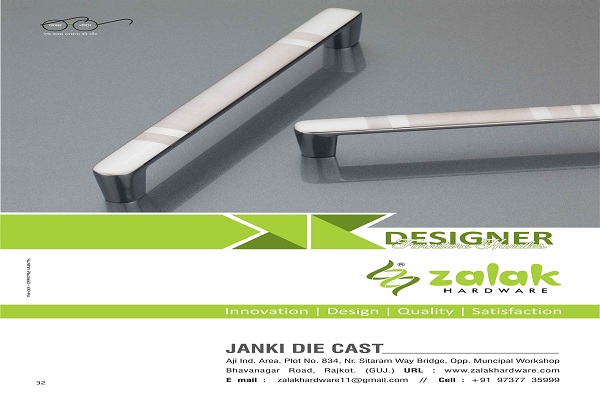 DESIGNER
Furniture Handles
®
zalak
HARDWARE
Innovation | Design | Quality | Satisfaction
JANKI DIE CAST
Aji Ind. Area, Plot No. 834, Nr. Sitaram Way Bridge, Opp. Muncipal Workshop
Bhavanagar Road, Rajkot. (GUJ.) URL : www.zalakhardware.com
E mail : zalakhardware11@gmail.com // Cell : +91 97377 35999
32